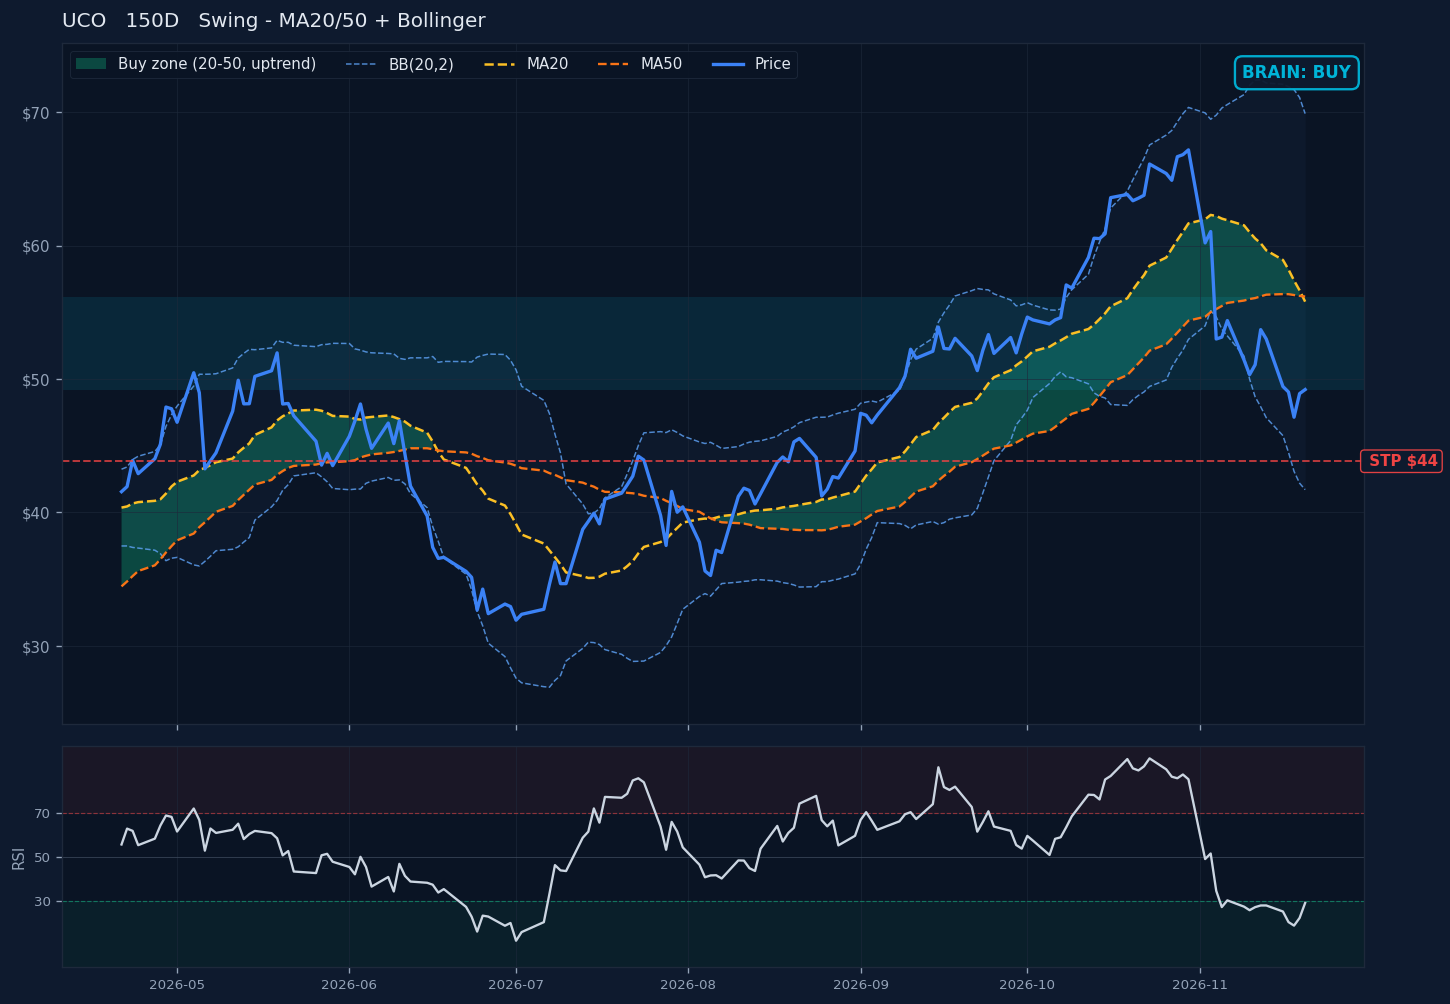 UCO   150D   Swing - MA20/50 + Bollinger
Buy zone (20-50, uptrend)   BB(20,2)   MA20   MA50   Price
BRAIN: BUY
$70
$60
$50
$40
$30
STP $44
RSI
70
50
30
2026-05   2026-06   2026-07   2026-08   2026-09   2026-10   2026-11